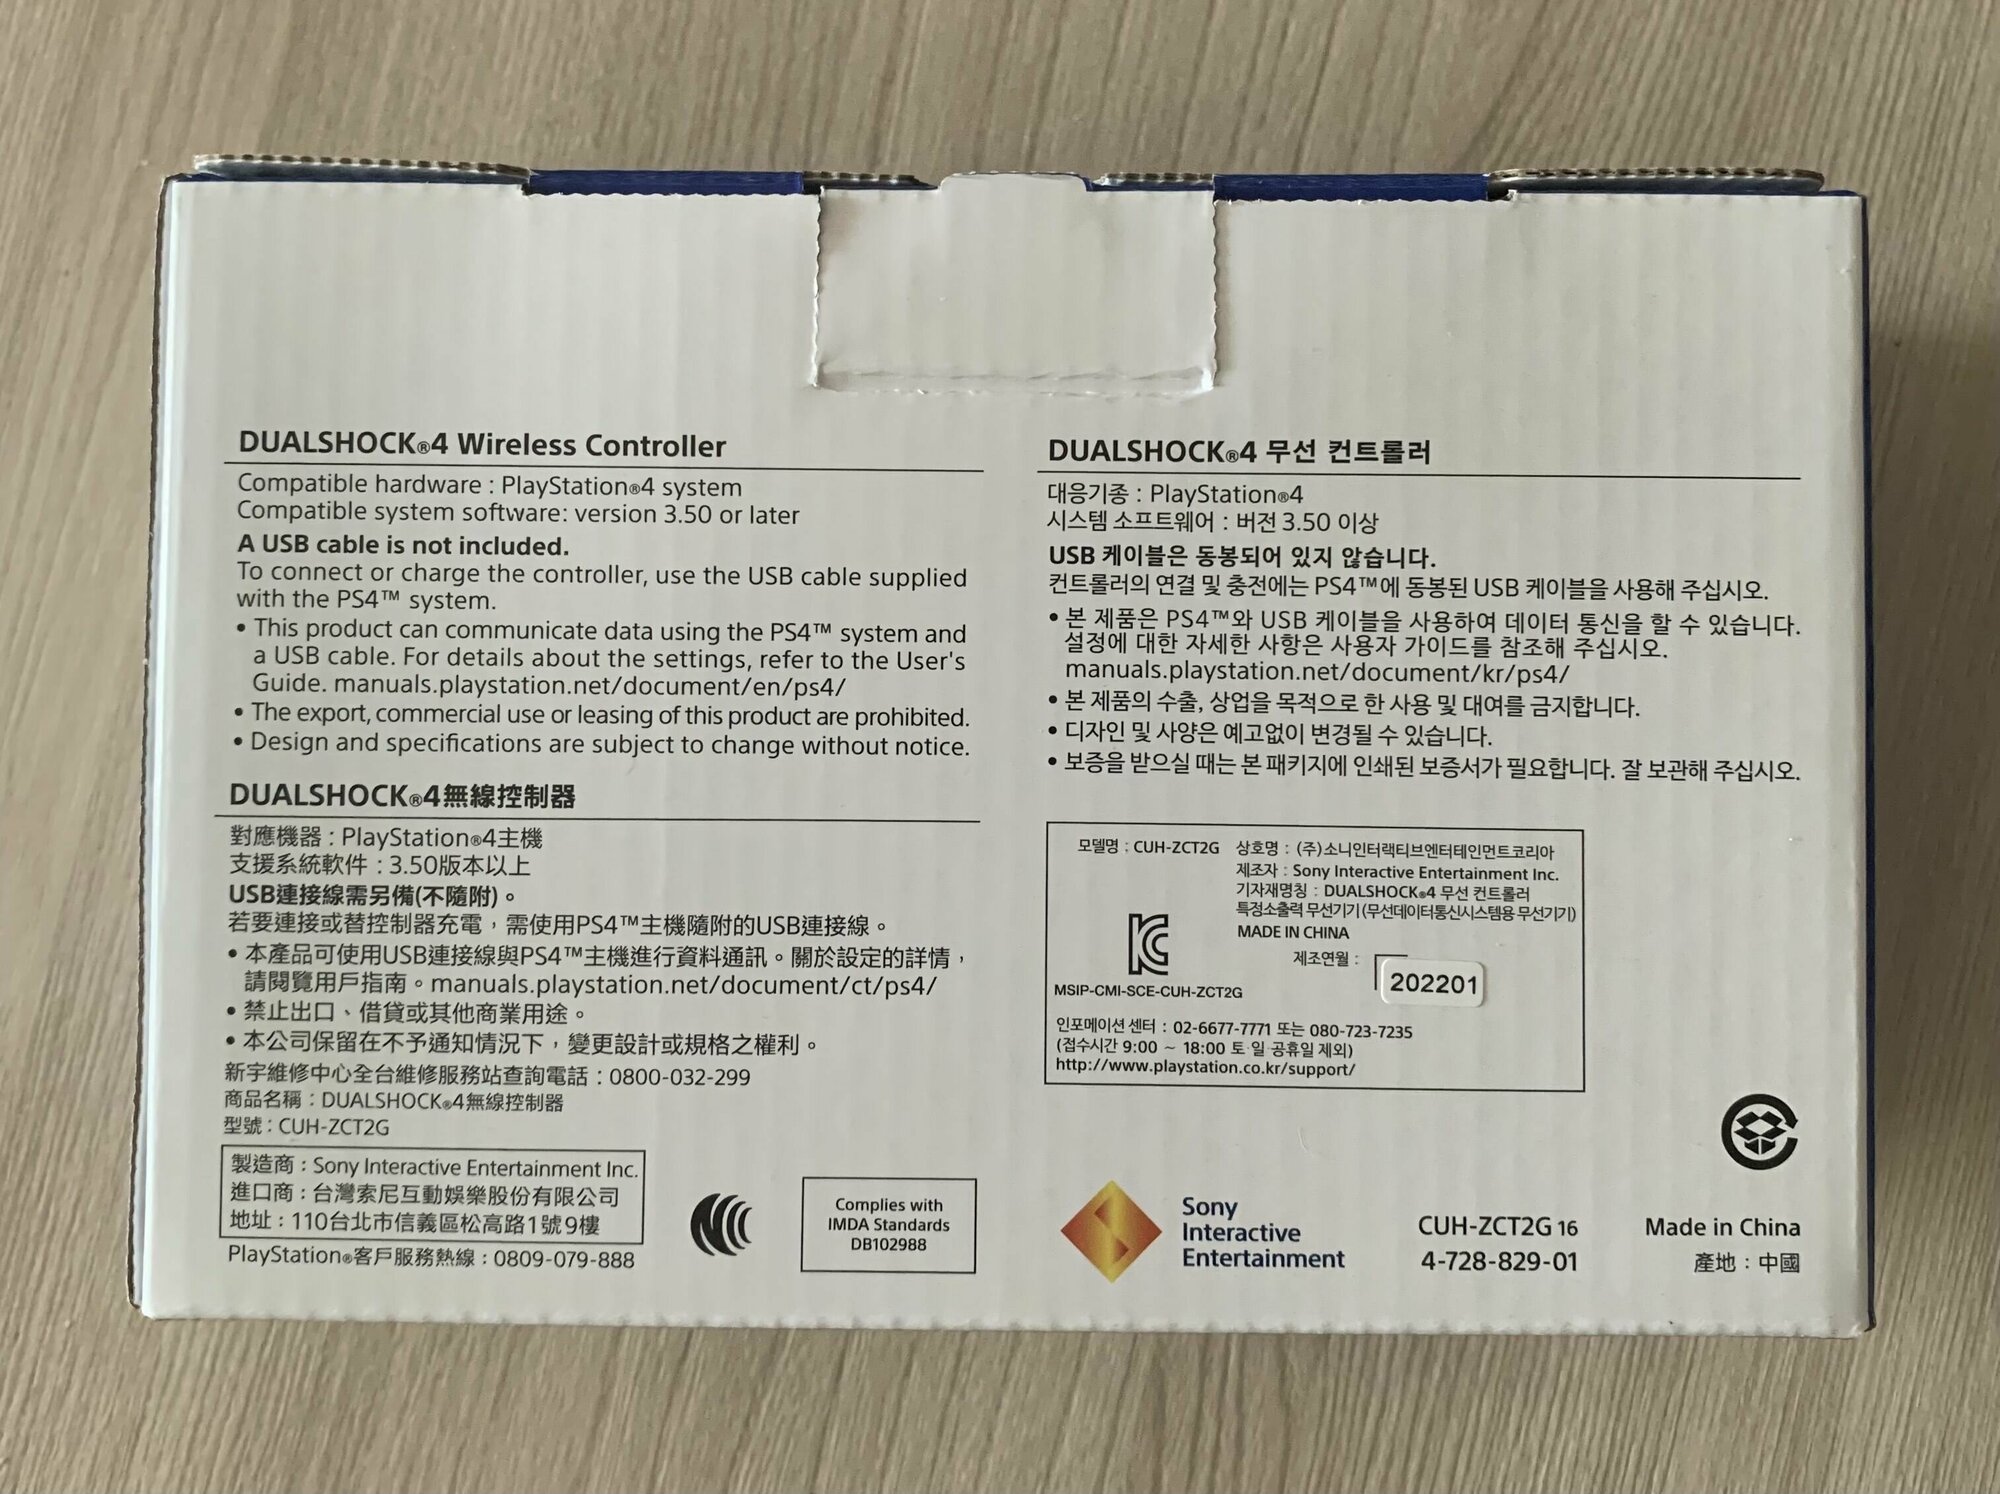 DUALSHOCK®4 Wireless Controller
Compatible hardware : PlayStation®4 system
Compatible system software: version 3.50 or later
A USB cable is not included.
To connect or charge the controller, use the USB cable supplied
with the PS4™ system.
• This product can communicate data using the PS4™ system and
a USB cable. For details about the settings, refer to the User's
Guide. manuals.playstation.net/document/en/ps4/
• The export, commercial use or leasing of this product are prohibited.
• Design and specifications are subject to change without notice.
DUALSHOCK®4無線控制器
對應機器 : PlayStation®4主機
支援系統軟件 : 3.50版本以上
USB連接線需另備(不隨附)。
若要連接或替控制器充電，需使用PS4™主機隨附的USB連接線。
• 本產品可使用USB連接線與PS4™主機進行資料通訊。關於設定的詳情，
請閱覽用戶指南。manuals.playstation.net/document/ct/ps4/
• 禁止出口、借貸或其他商業用途。
• 本公司保留在不予通知情況下，變更設計或規格之權利。
新宇維修中心全台維修服務站查詢電話：0800-032-299
商品名稱：DUALSHOCK®4無線控制器
型號：CUH-ZCT2G
製造商：Sony Interactive Entertainment Inc.
進口商：台灣索尼互動娛樂股份有限公司
地址：110台北市信義區松高路1號9樓
PlayStation®客戶服務熱線：0809-079-888
Complies with
IMDA Standards
DB102988
DUALSHOCK®4 무선 컨트롤러
대응기종 : PlayStation®4
시스템 소프트웨어 : 버전 3.50 이상
USB 케이블은 동봉되어 있지 않습니다.
컨트롤러의 연결 및 충전에는 PS4™에 동봉된 USB 케이블을 사용해 주십시오.
• 본 제품은 PS4™와 USB 케이블을 사용하여 데이터 통신을 할 수 있습니다.
설정에 대한 자세한 사항은 사용자 가이드를 참조해 주십시오.
manuals.playstation.net/document/kr/ps4/
• 본 제품의 수출, 상업을 목적으로 한 사용 및 대여를 금지합니다.
• 디자인 및 사양은 예고없이 변경될 수 있습니다.
• 보증을 받으실 때는 본 패키지에 인쇄된 보증서가 필요합니다. 잘 보관해 주십시오.
모델명 : CUH-ZCT2G
상호명 : (주)소니인터랙티브엔터테인먼트코리아
제조자 : Sony Interactive Entertainment Inc.
기자재명칭 : DUALSHOCK®4 무선 컨트롤러
특정소출력 무선기기(무선데이터통신시스템용 무선기기)
MADE IN CHINA
제조연월 :
202201
MSIP-CMI-SCE-CUH-ZCT2G
인포메이션 센터 : 02-6677-7771 또는 080-723-7235
(접수시간 9:00 ~ 18:00 토·일·공휴일 제외)
http://www.playstation.co.kr/support/
Sony
Interactive
Entertainment
CUH-ZCT2G 16
4-728-829-01
Made in China
產地：中國